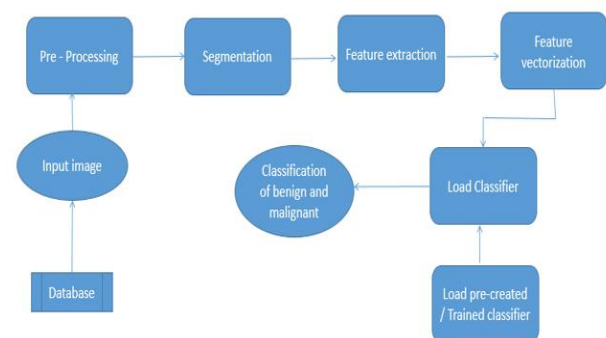 Pre - Processing
Segmentation
Feature extraction
Feature
vectorization
Input image
Classification
of benign and
malignant
Load Classifier
Database
Load pre-created
/ Trained classifier